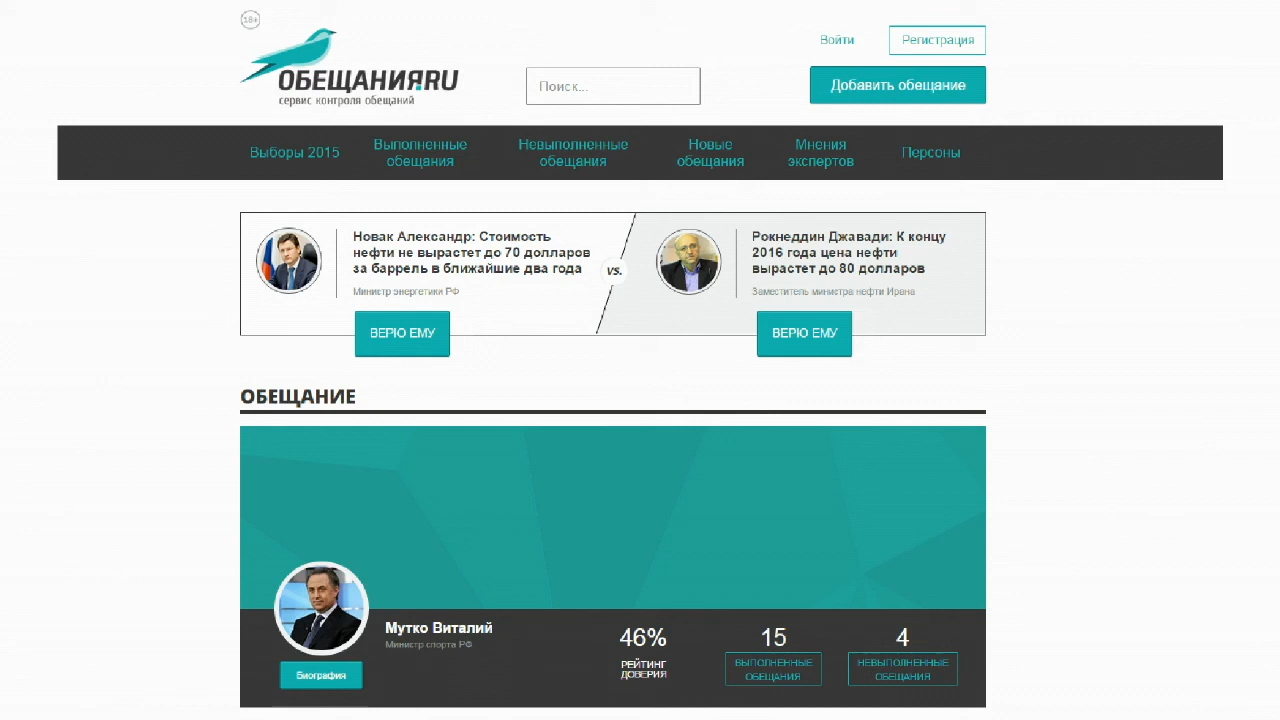 18+
Войти
Регистрация
ОБЕЩАНИЯ.RU
сервис контроля обещаний
Поиск...
Добавить обещание
Выборы 2015
Выполненные
обещания
Невыполненные
обещания
Новые
обещания
Мнения
экспертов
Персоны
Новак Александр: Стоимость
нефти не вырастет до 70 долларов
за баррель в ближайшие два года
Министр энергетики РФ
ВЕРЮ ЕМУ
vs.
Рокнеддин Джавади: К концу
2016 года цена нефти
вырастет до 80 долларов
Заместитель министра нефти Ирана
ВЕРЮ ЕМУ
ОБЕЩАНИЕ
Мутко Виталий
Министр спорта РФ
Биография
46%
РЕЙТИНГ
ДОВЕРИЯ
15
ВЫПОЛНЕННЫЕ
ОБЕЩАНИЯ
4
НЕВЫПОЛНЕННЫЕ
ОБЕЩАНИЯ